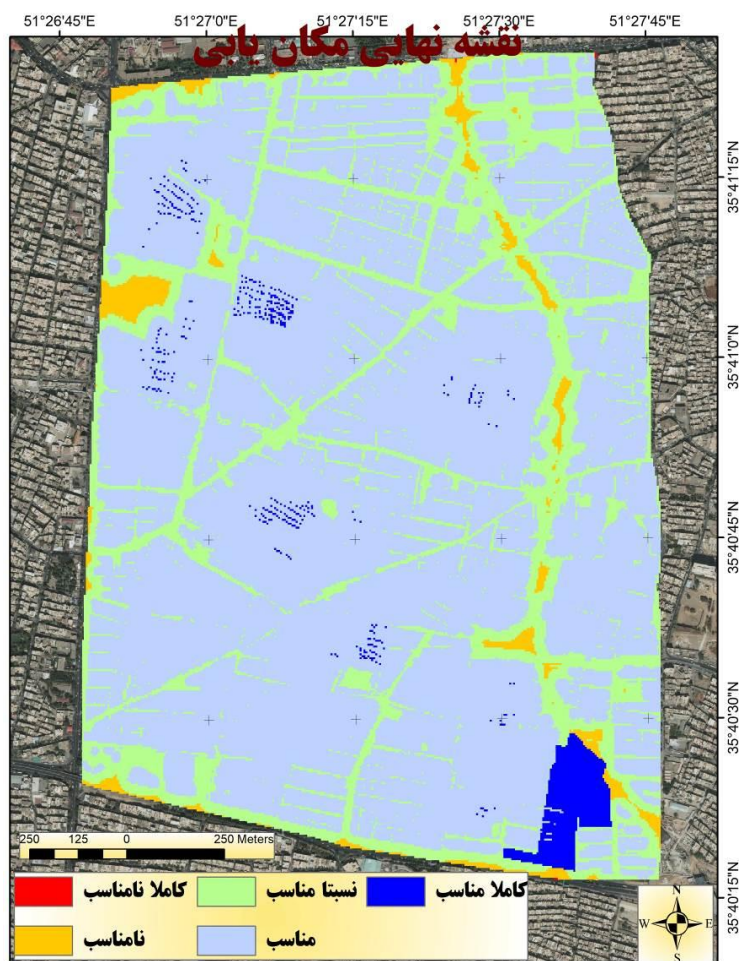 51°26'45"E 51°27'0"E 51°27'15"E 51°27'30"E 51°27'45"E
نقشه نهایی مکان یابی
35°41'15"N
35°41'0"N
35°40'45"N
35°40'30"N
35°40'15"N
250 125 0 250 Meters
کاملا مناسب نسبتا مناسب کاملا نامناسب
مناسب نامناسب
N
W E
S